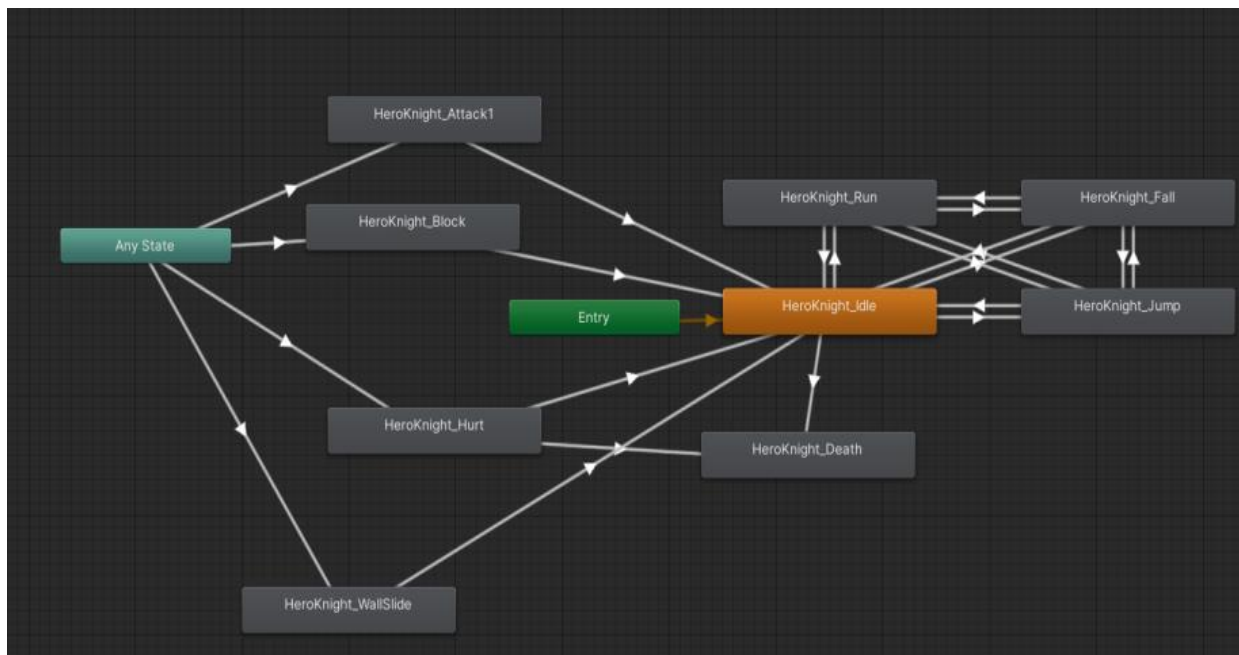 HeroKnight_Attack1
HeroKnight_Run
HeroKnight_Fall
HeroKnight_Block
Any State
HeroKnight_Idle
HeroKnight_Jump
Entry
HeroKnight_Hurt
HeroKnight_Death
HeroKnight_WallSlide